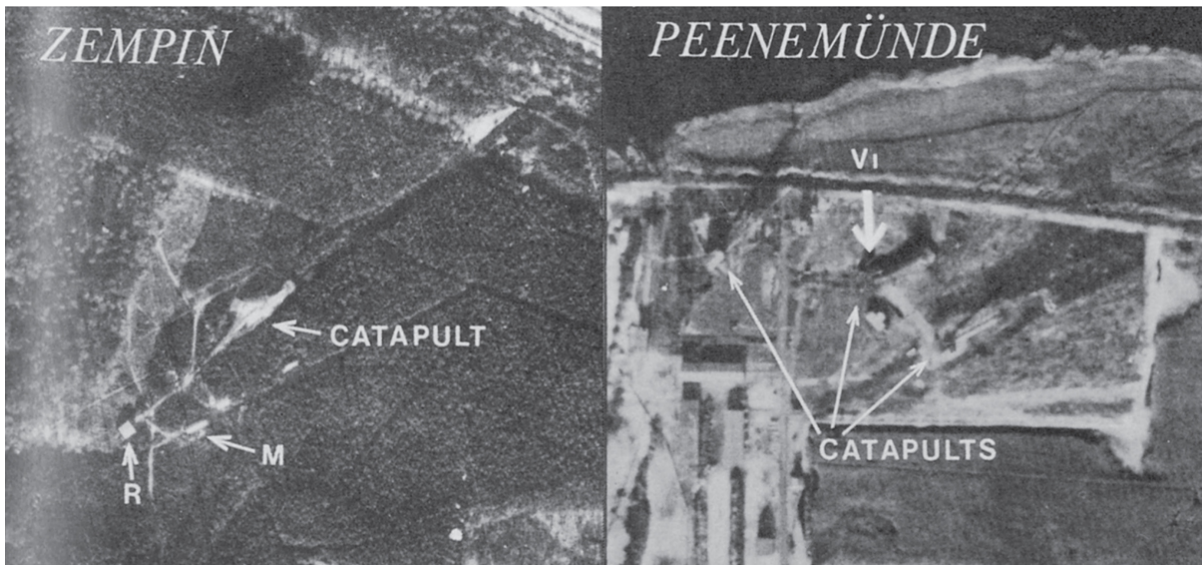 ZEMPIN
CATAPULT
M
R
PEENEMÜNDE
V1
CATAPULTS